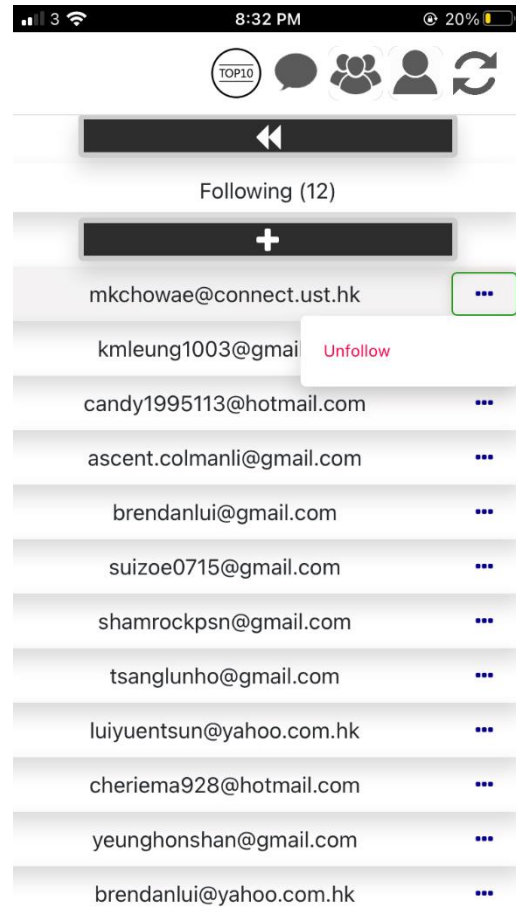 3 8:32 PM 20%
TOP10
Following (12)
mkchowae@connect.ust.hk
kmleung1003@gmai
Unfollow
candy1995113@hotmail.com
ascent.colmanli@gmail.com
brendanlui@gmail.com
suizoe0715@gmail.com
shamrockpsn@gmail.com
tsanglunho@gmail.com
luiyuentsun@yahoo.com.hk
cheriema928@hotmail.com
yeunghonshan@gmail.com
brendanlui@yahoo.com.hk